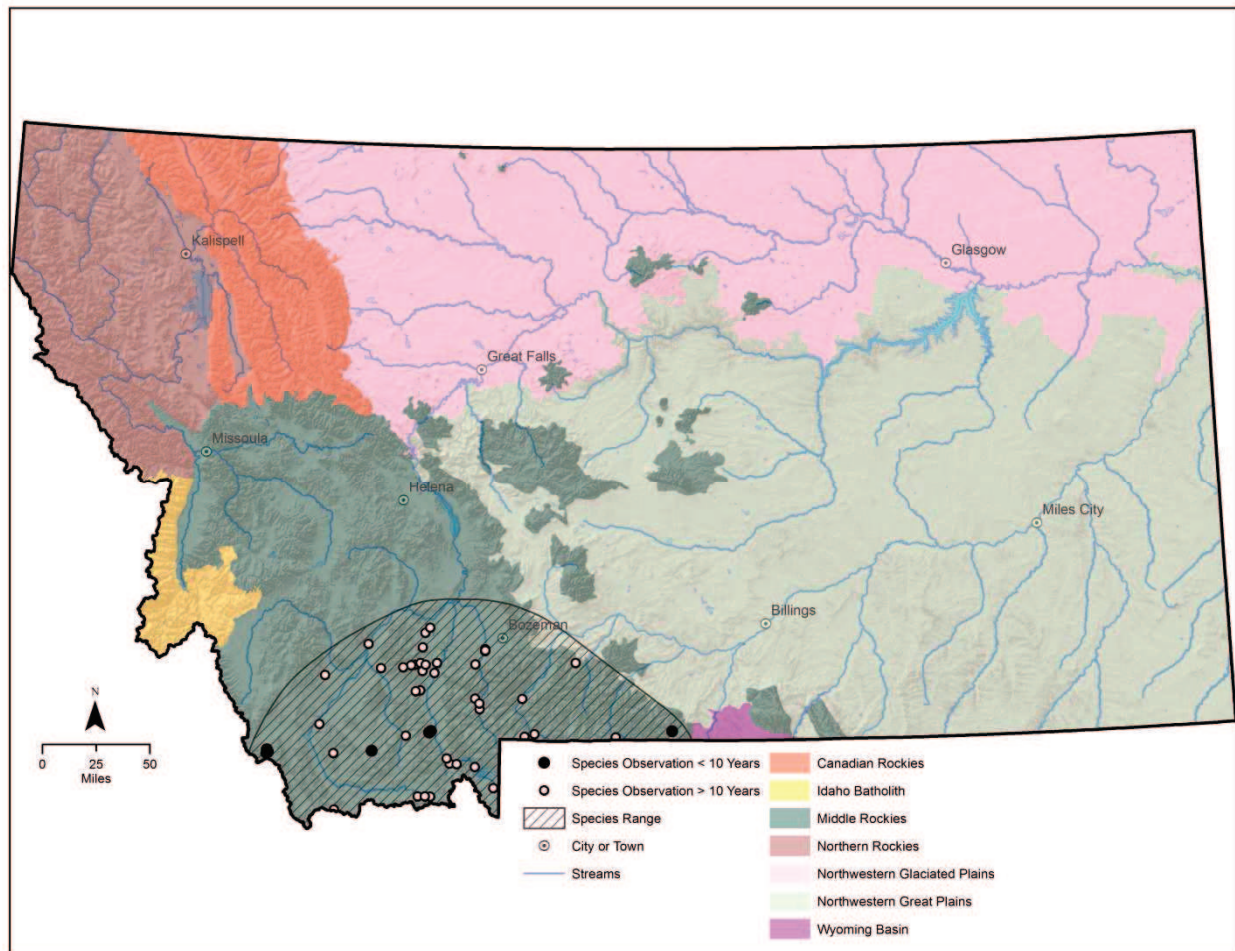 Kalispell
Glasgow
Great Falls
Missoula
Helena
Miles City
Billings
Bozeman
N
0 25 50
Miles
Species Observation < 10 Years
Species Observation > 10 Years
Species Range
City or Town
Streams
Canadian Rockies
Idaho Batholith
Middle Rockies
Northern Rockies
Northwestern Glaciated Plains
Northwestern Great Plains
Wyoming Basin